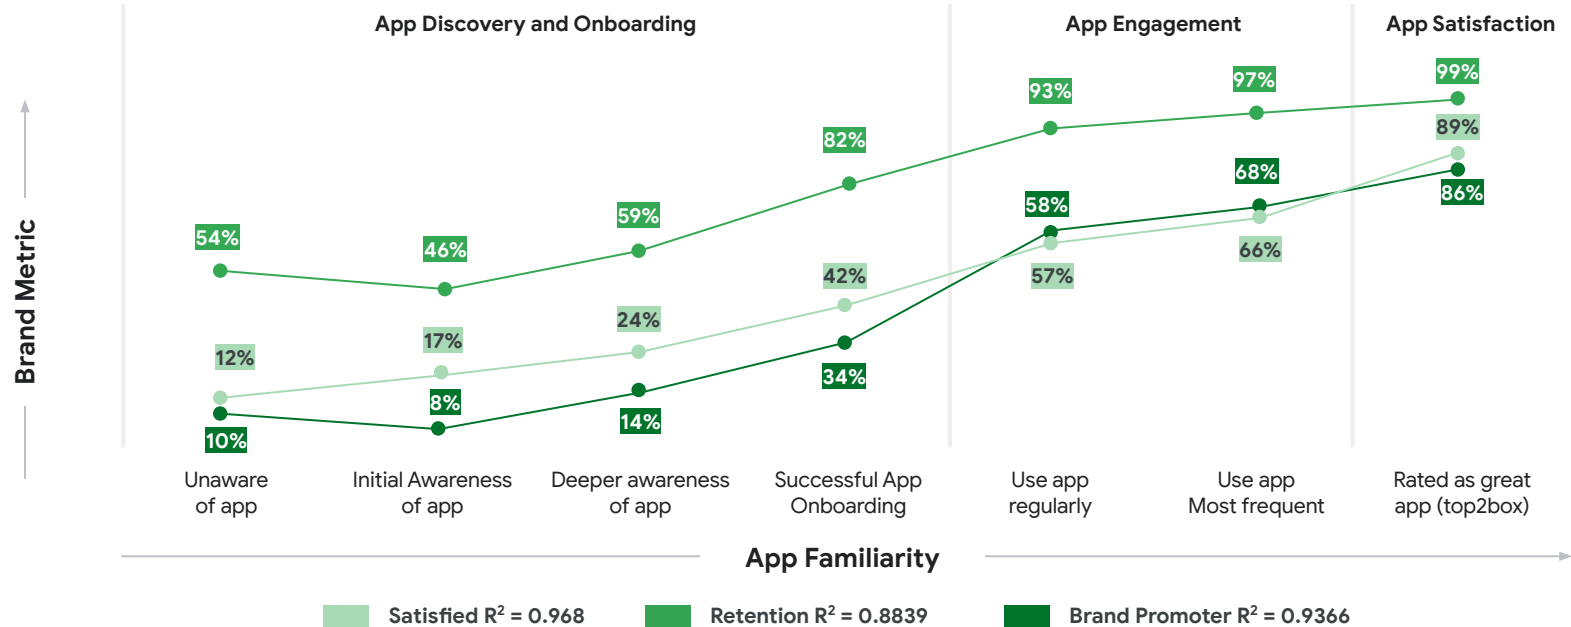 App Discovery and Onboarding
App Engagement
App Satisfaction
Brand Metric
54%
46%
59%
82%
93%
97%
99%
12%
17%
24%
42%
57%
66%
89%
10%
8%
14%
34%
58%
68%
86%
Unaware
of app
Initial Awareness
of app
Deeper awareness
of app
Successful App
Onboarding
Use app
regularly
Use app
Most frequent
Rated as great
app (top2box)
App Familiarity
Satisfied R² = 0.968
Retention R² = 0.8839
Brand Promoter R² = 0.9366